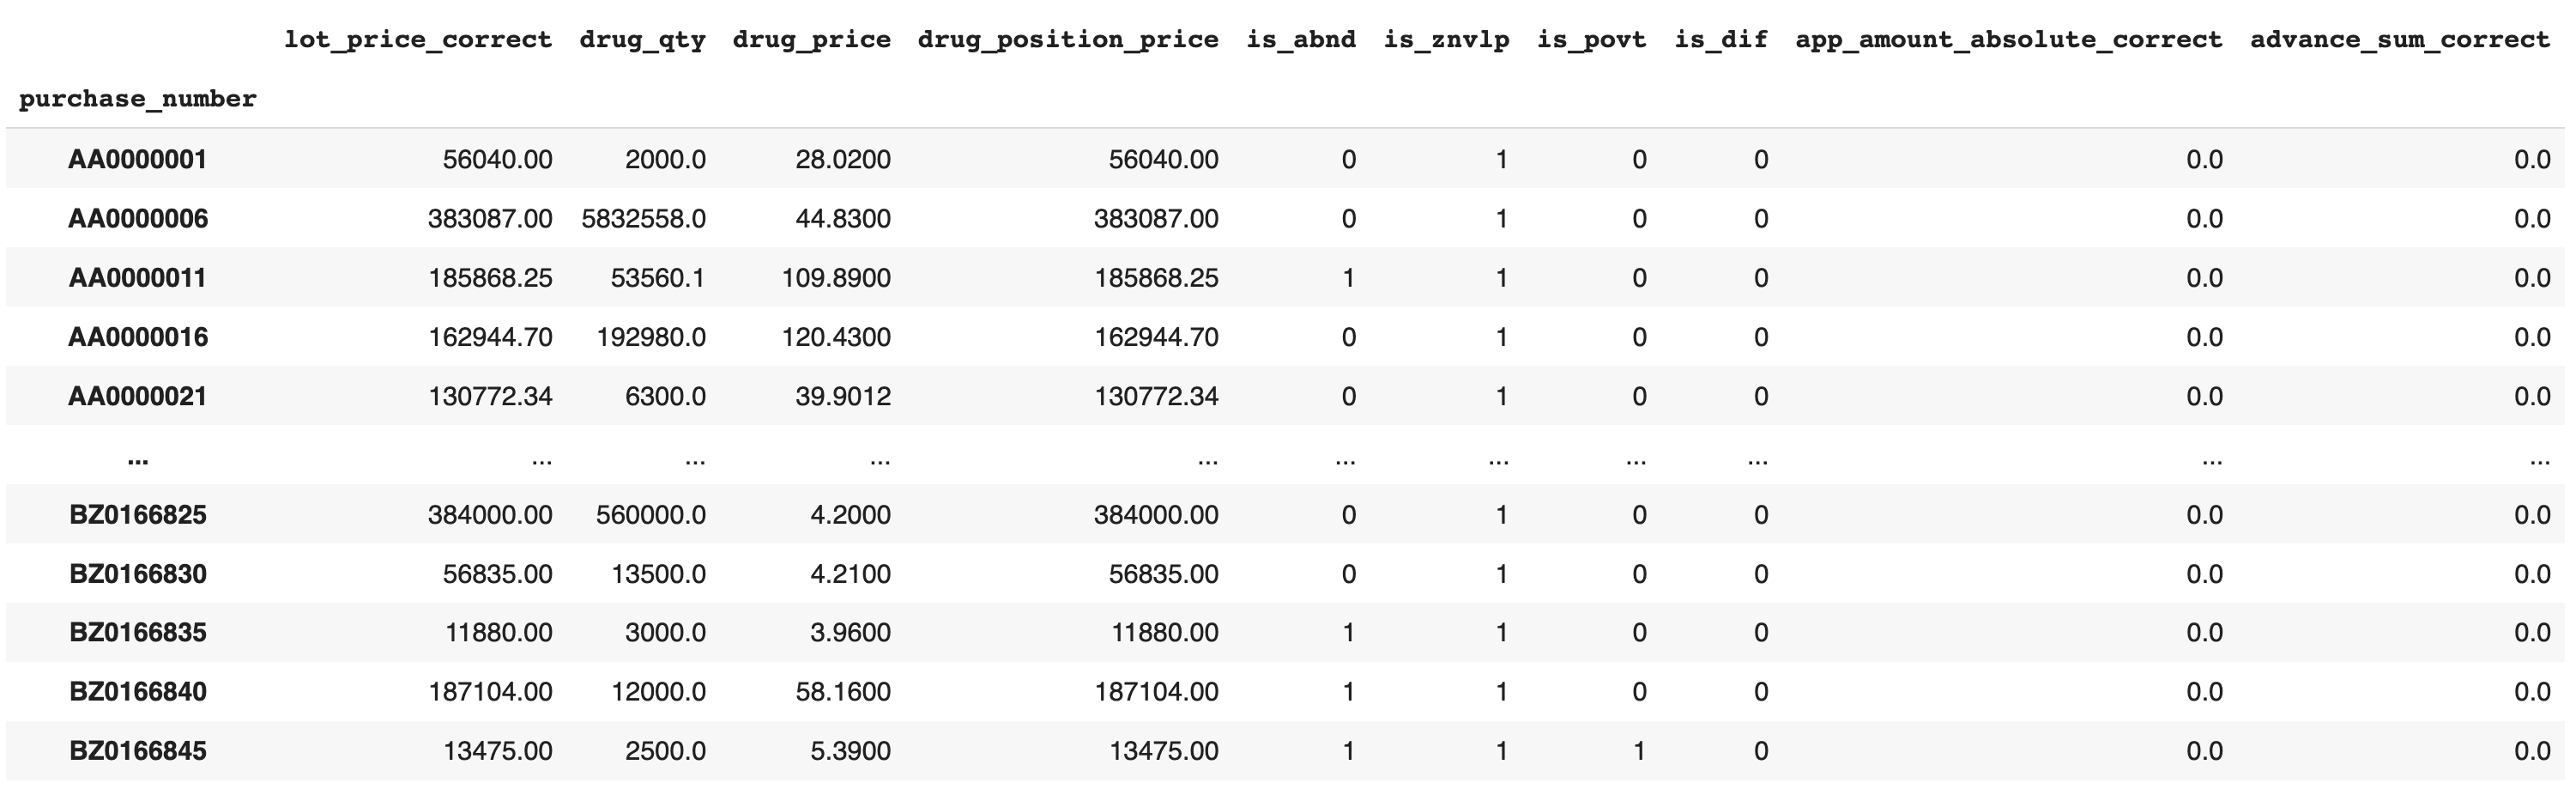 lot_price_correct drug_qty drug_price drug_position_price is_abnd is_znvlp is_povt is_dif app_amount_absolute_correct advance_sum_correct
purchase_number
AA0000001 56040.00 2000.0 28.0200 56040.00 0 1 0 0 0.0 0.0
AA0000006 383087.00 5832558.0 44.8300 383087.00 0 1 0 0 0.0 0.0
AA0000011 185868.25 53560.1 109.8900 185868.25 1 1 0 0 0.0 0.0
AA0000016 162944.70 192980.0 120.4300 162944.70 0 1 0 0 0.0 0.0
AA0000021 130772.34 6300.0 39.9012 130772.34 0 1 0 0 0.0 0.0
... ... ... ... ... ... ... ... ... ... ...
BZ0166825 384000.00 560000.0 4.2000 384000.00 0 1 0 0 0.0 0.0
BZ0166830 56835.00 13500.0 4.2100 56835.00 0 1 0 0 0.0 0.0
BZ0166835 11880.00 3000.0 3.9600 11880.00 1 1 0 0 0.0 0.0
BZ0166840 187104.00 12000.0 58.1600 187104.00 1 1 0 0 0.0 0.0
BZ0166845 13475.00 2500.0 5.3900 13475.00 1 1 1 0 0.0 0.0